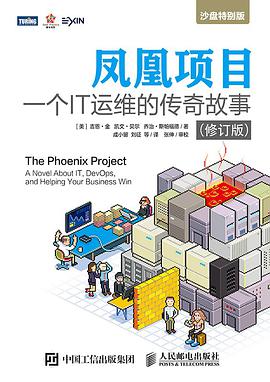 TURING
EXIN
沙盘特别版
凤凰项目
一个IT运维的传奇故事
（修订版）
［美］吉恩·金 凯文·贝尔 乔治·斯帕福德 / 著
成小留 刘征 等 / 译 张伸 / 审校
The Phoenix Project
A Novel About IT, DevOps,
and Helping Your Business Win
中国工信出版集团
人民邮电出版社
POSTS & TELECOM PRESS